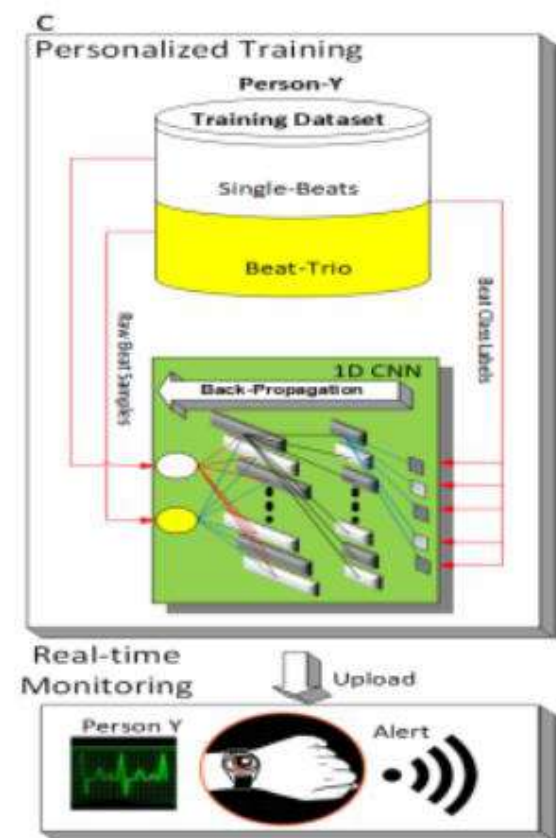 C
Personalized Training
Person-Y
Training Dataset
Single-Beats
Beat-Trio
Raw Beat Samples
Beat Class Labels
1D CNN
Back-Propagation
Real-time
Monitoring
Upload
Person Y
Alert